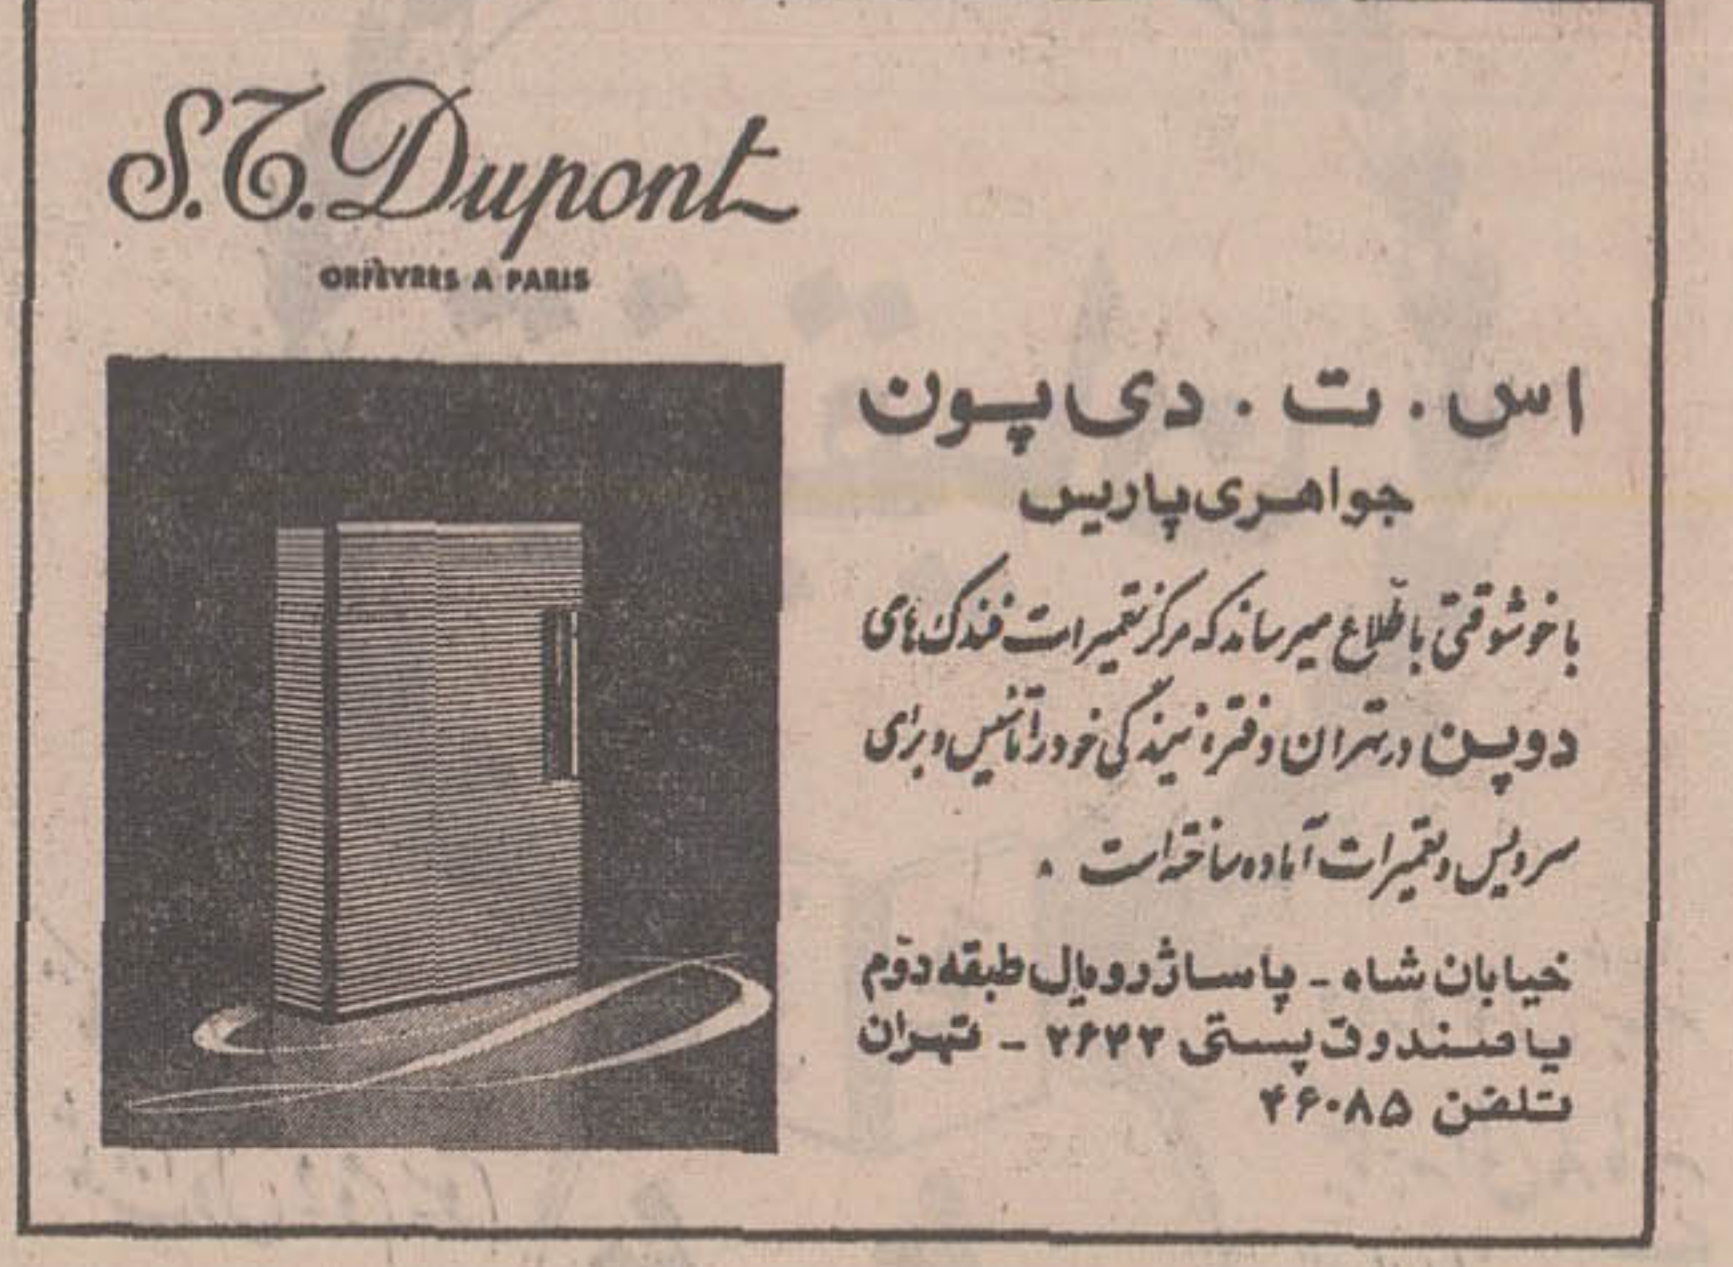 S.T. Dupont
ORFÈVRES A PARIS
اس . ت . دی پون
جواهری پاریس
با خوشوقتی باطلاع میرساند که مرکز تعمیرات فندک های
دوپن در تهران و دفتر نمایندگی خود را تأسیس و برای
سرویس و تعمیرات آماده ساخته است .
خیابان شاه - پاساژ رویال طبقه دوّم
یا صندوق پستی ۲۶۴۳ - تهران
تلفن ۴۶۰۸۵